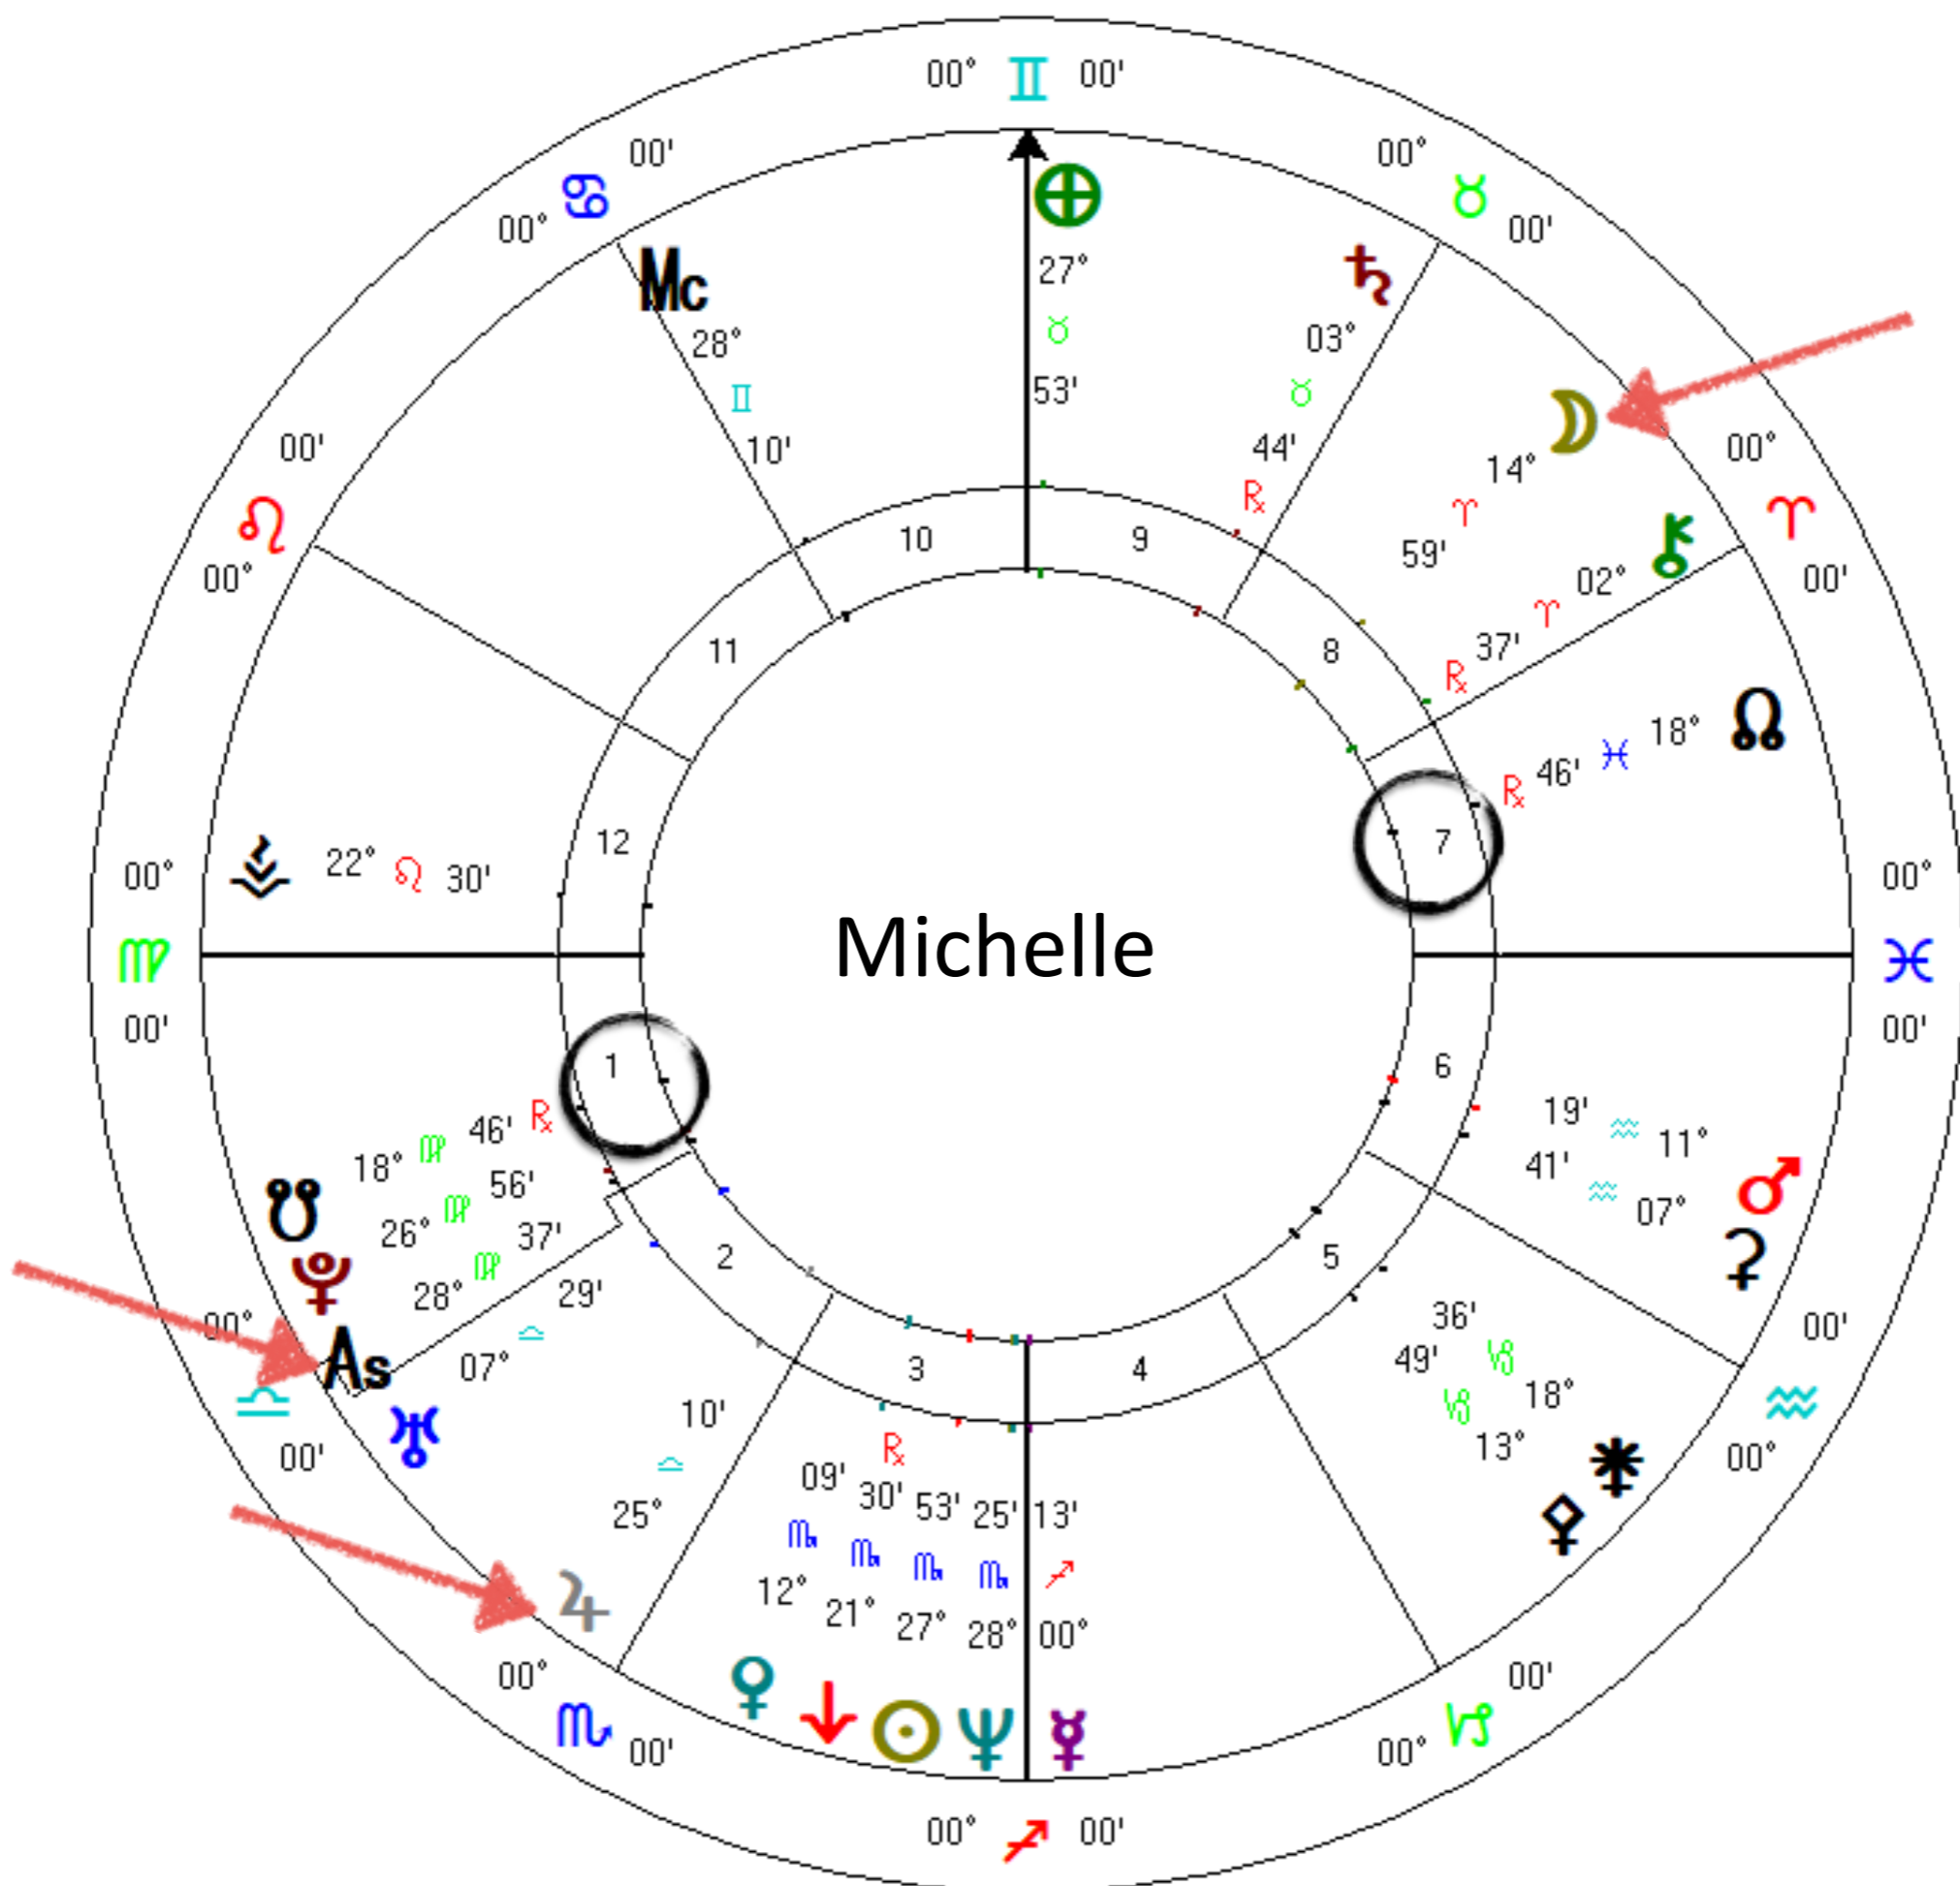 00° ♊ 00'
00' ♋ 00°
00° ♉ 00'
Mc 28° ♊ 10'
⊕ 27° ♉ 53'
♄ 03° ♉ 44' ℞
☽ 14° ♈ 59'
00' ♌ 00°
00° ♈ 00'
⚷ 02° ♈ 37' ℞
10 9
11 8
☊ 18° ♓ 46' ℞
12 7
22° ♌ 30'
00° ♍ 00'
Michelle
00° ♓ 00'
1 6
☋ 18° ♍ 46' ℞
♇ 26° ♍ 56'
As 28° ♍ 37'
♅ 07° ♎ 29'
19' ♒ 11° ♂
41' ♒ 07° ⚳
2 5
3 4
00° ♎ 00'
00' ♒ 00°
♃ 25° ♎ 10'
36' ♑ 18° ⚵
49' ♑ 13° ⚴
♀ 12° ♏ 09'
↓ 21° ♏ 30' ℞
☉ 27° ♏ 53'
♆ 28° ♏ 25'
☿ 00° ♐ 13'
00° ♏ 00'
00' ♑ 00°
00° ♐ 00'